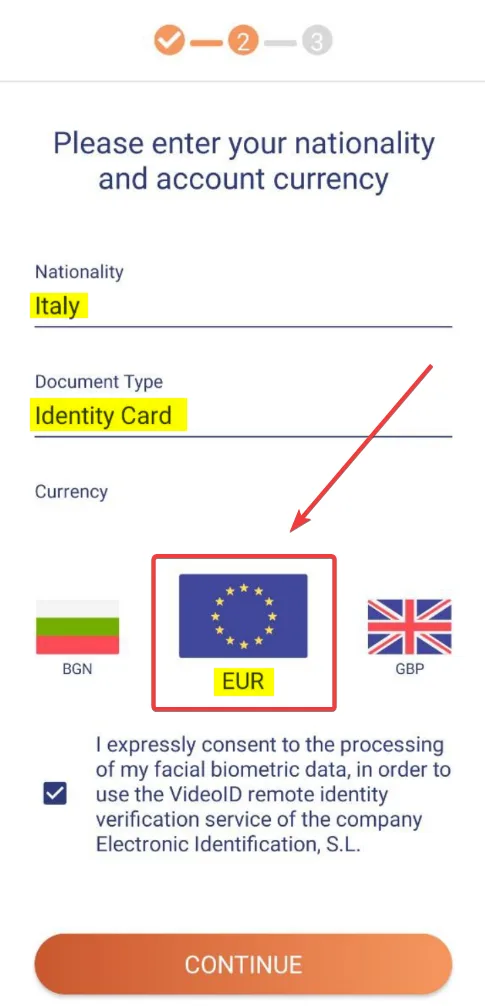 2
3
Please enter your nationality
and account currency
Nationality
Italy
Document Type
Identity Card
Currency
BGN
EUR
GBP
I expressly consent to the processing
of my facial biometric data, in order to
use the VideoID remote identity
verification service of the company
Electronic Identification, S.L.
CONTINUE